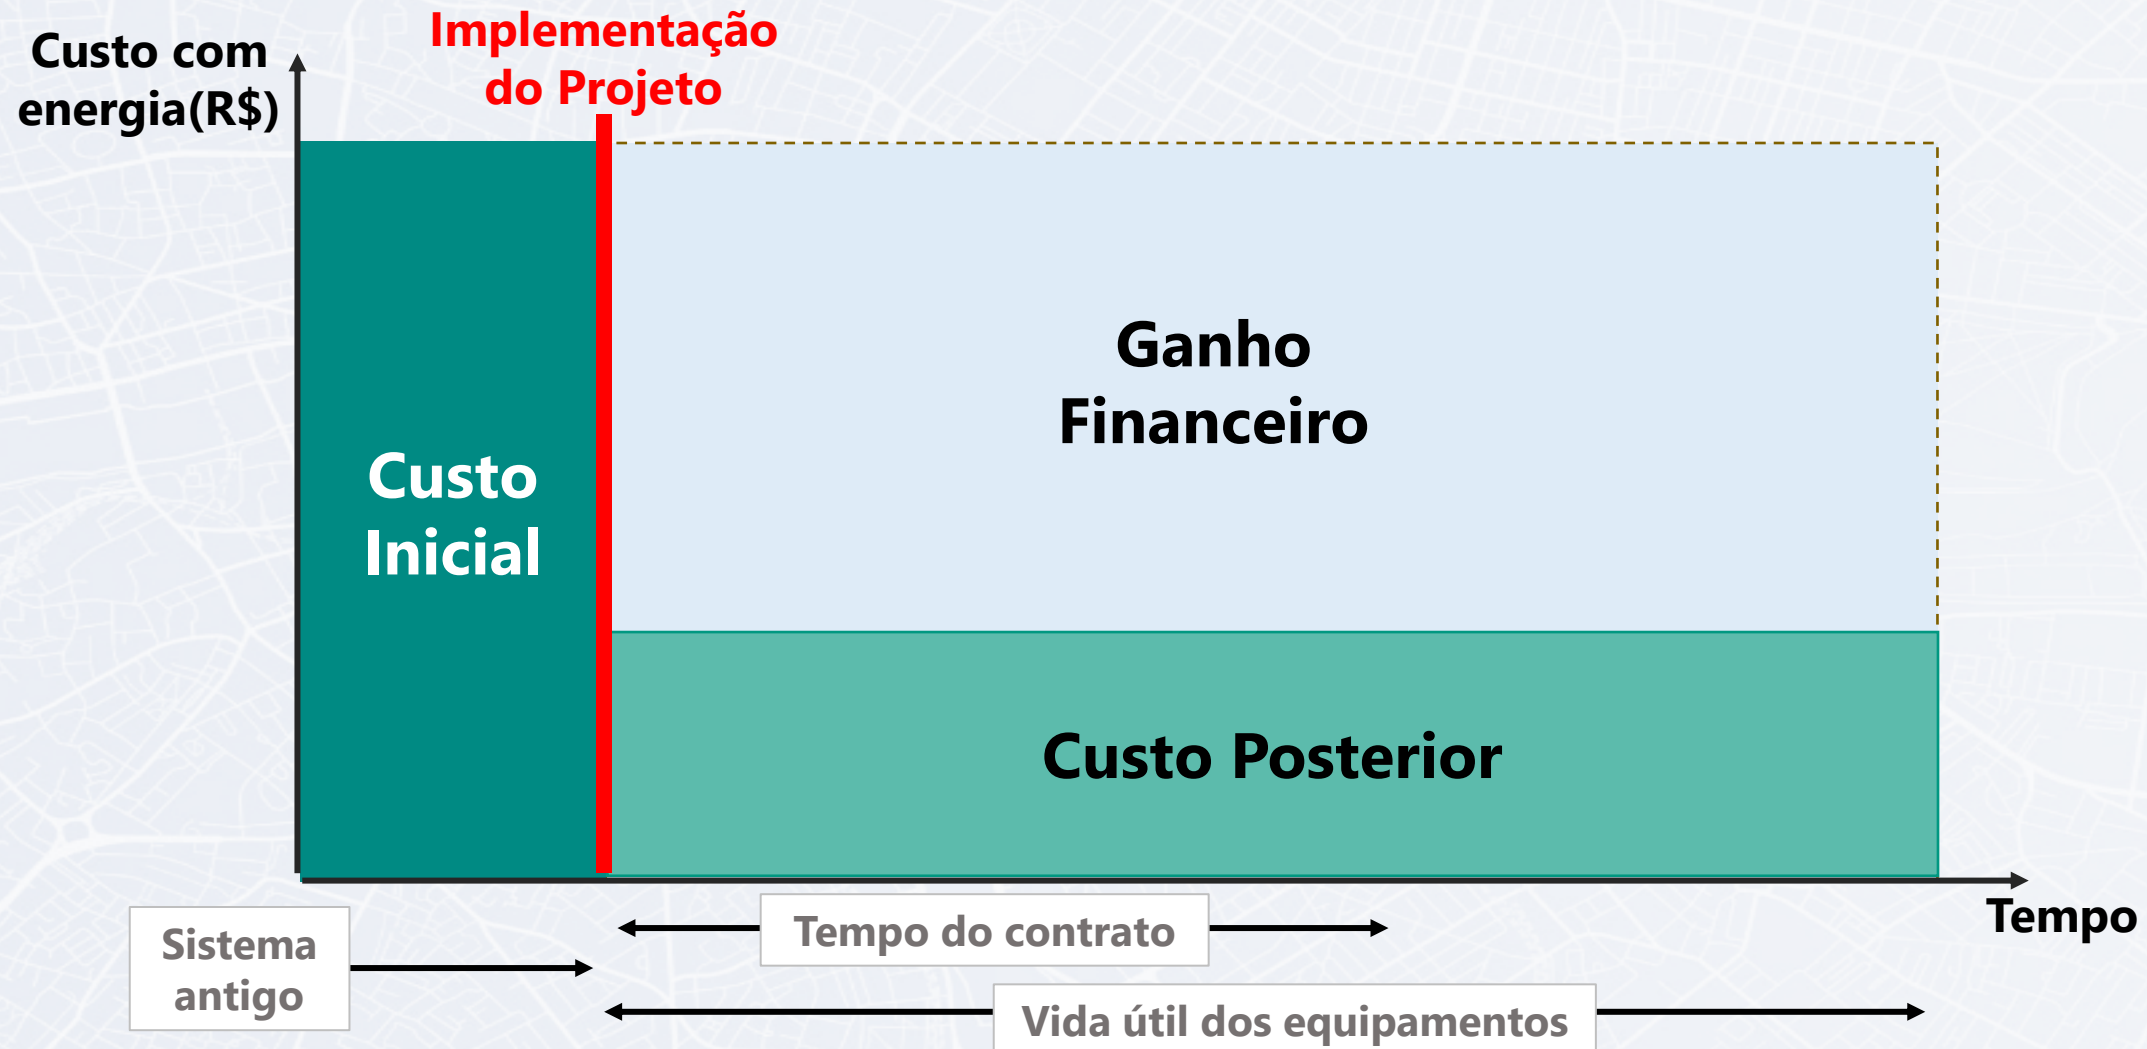 Custo com
energia(R$)
Implementação
do Projeto
Custo
Inicial
Ganho
Financeiro
Custo Posterior
Tempo
Sistema
antigo
Tempo do contrato
Vida útil dos equipamentos